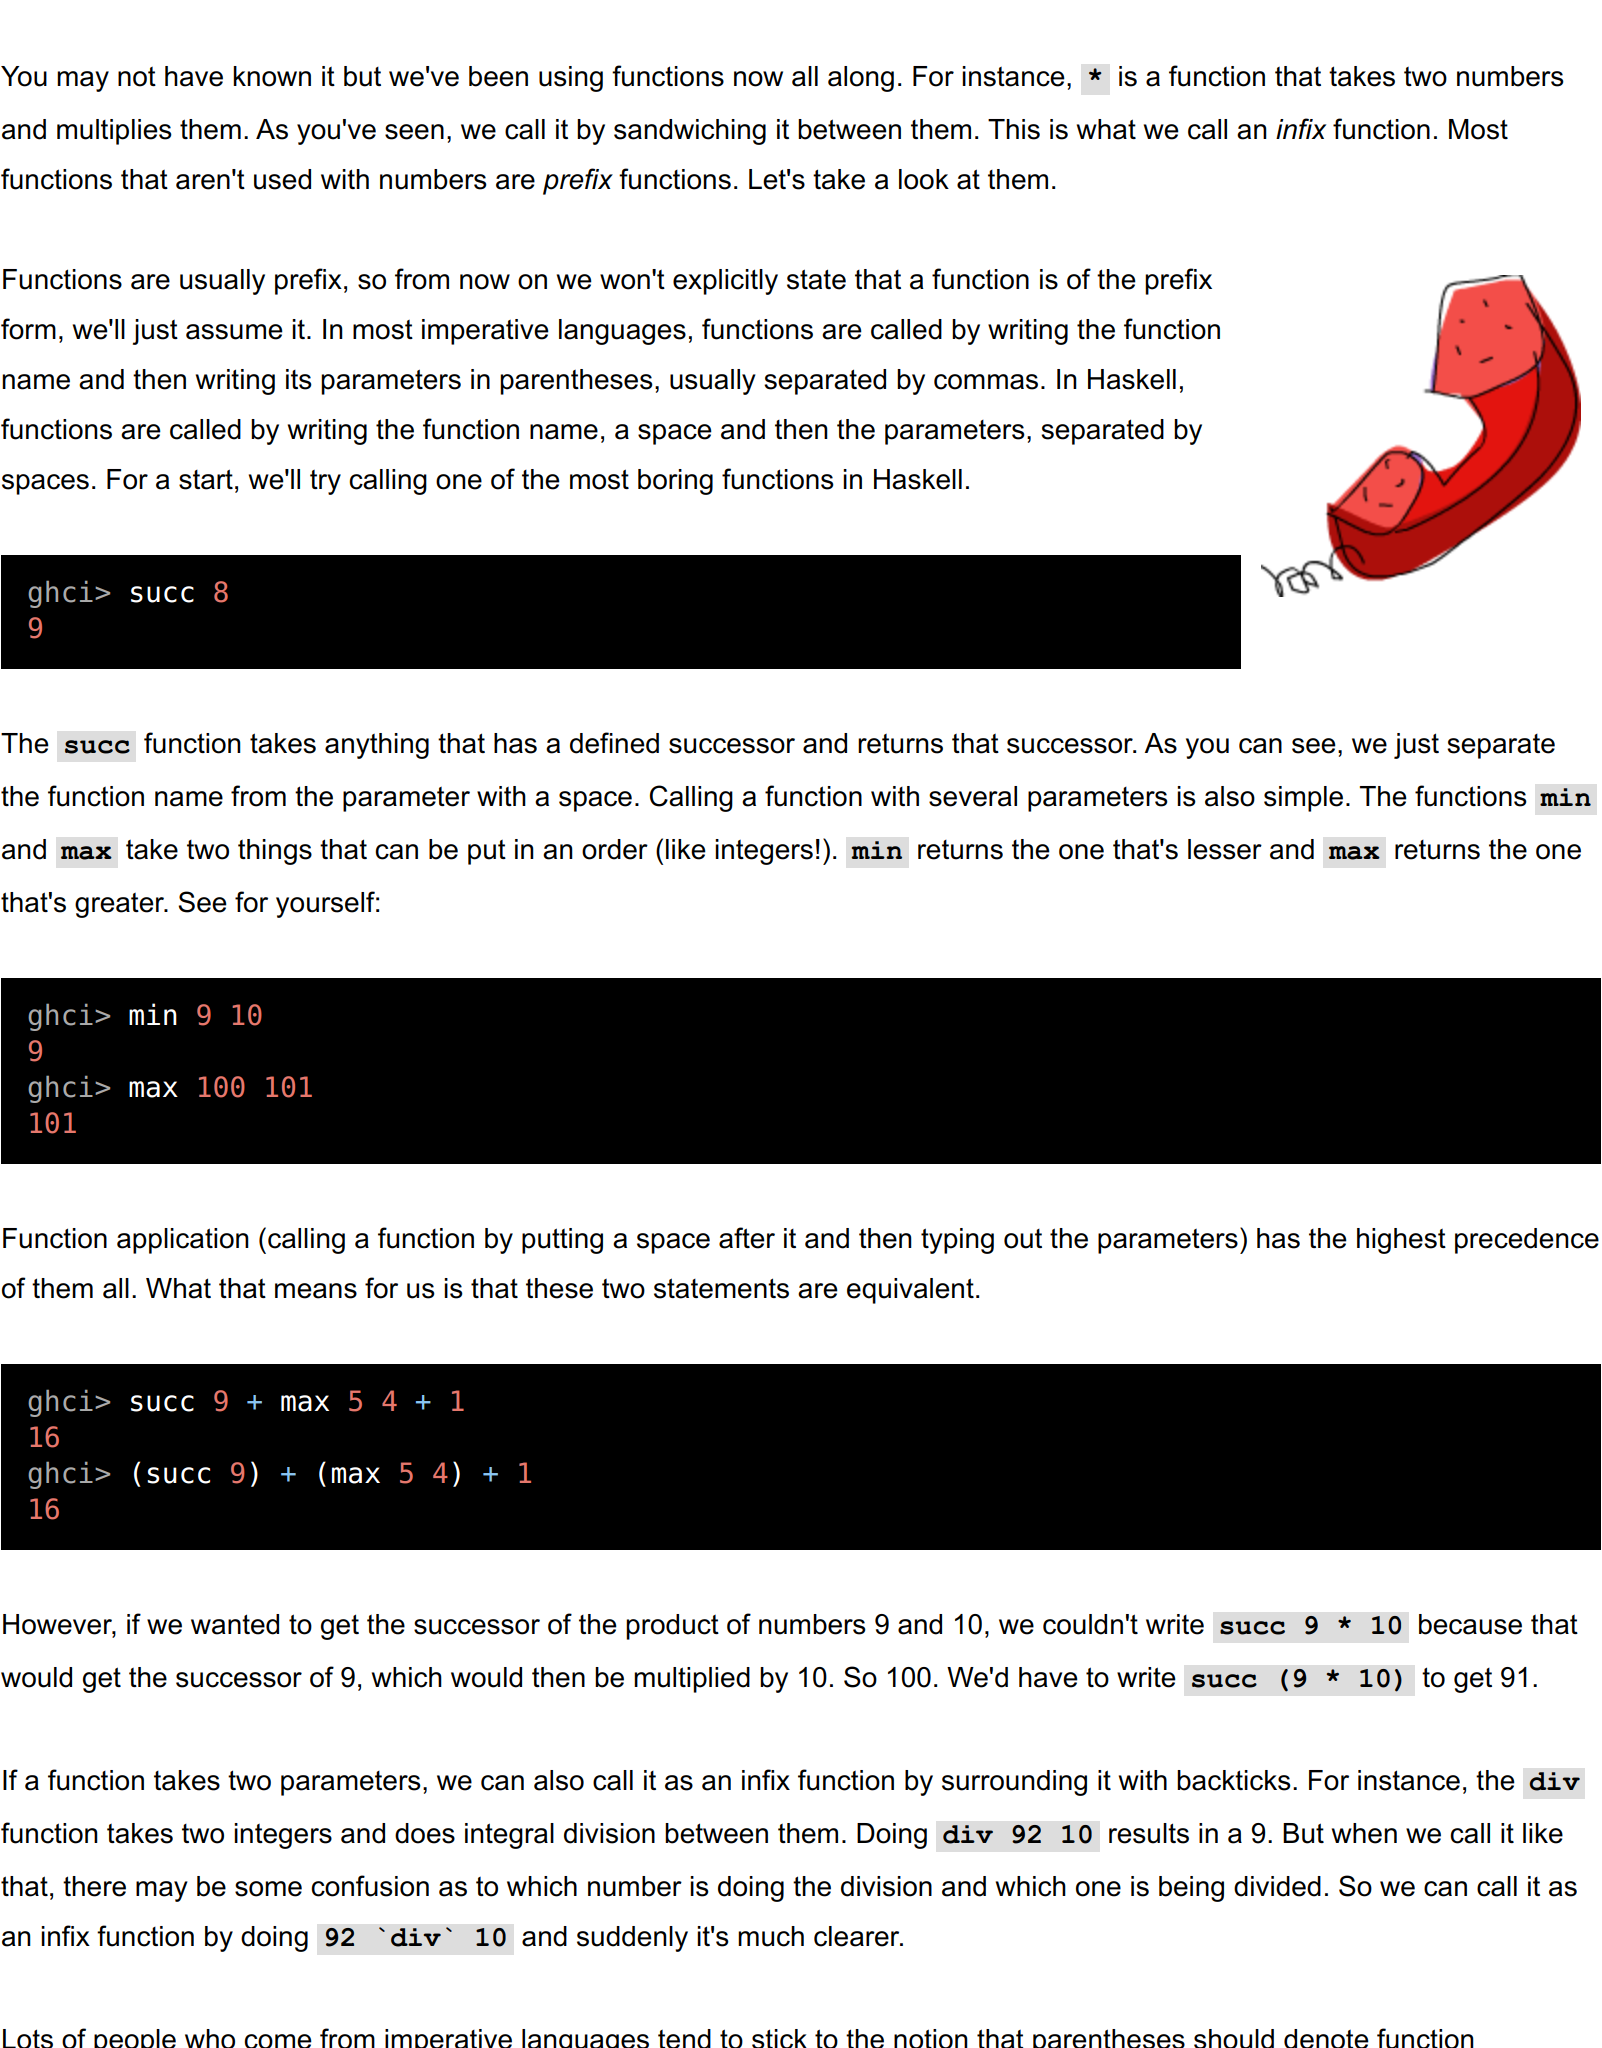 You may not have known it but we've been using functions now all along. For instance, * is a function that takes two numbers
and multiplies them. As you've seen, we call it by sandwiching it between them. This is what we call an infix function. Most
functions that aren't used with numbers are prefix functions. Let's take a look at them.
Functions are usually prefix, so from now on we won't explicitly state that a function is of the prefix
form, we'll just assume it. In most imperative languages, functions are called by writing the function
name and then writing its parameters in parentheses, usually separated by commas. In Haskell,
functions are called by writing the function name, a space and then the parameters, separated by
spaces. For a start, we'll try calling one of the most boring functions in Haskell.
ghci> succ 8
9
The succ function takes anything that has a defined successor and returns that successor. As you can see, we just separate
the function name from the parameter with a space. Calling a function with several parameters is also simple. The functions min
and max take two things that can be put in an order (like integers!). min returns the one that's lesser and max returns the one
that's greater. See for yourself:
ghci> min 9 10
9
ghci> max 100 101
101
Function application (calling a function by putting a space after it and then typing out the parameters) has the highest precedence
of them all. What that means for us is that these two statements are equivalent.
ghci> succ 9 + max 5 4 + 1
16
ghci> (succ 9) + (max 5 4) + 1
16
However, if we wanted to get the successor of the product of numbers 9 and 10, we couldn't write succ 9 * 10 because that
would get the successor of 9, which would then be multiplied by 10. So 100. We'd have to write succ (9 * 10) to get 91.
If a function takes two parameters, we can also call it as an infix function by surrounding it with backticks. For instance, the div
function takes two integers and does integral division between them. Doing div 92 10 results in a 9. But when we call it like
that, there may be some confusion as to which number is doing the division and which one is being divided. So we can call it as
an infix function by doing 92 `div` 10 and suddenly it's much clearer.
Lots of people who come from imperative languages tend to stick to the notion that parentheses should denote function